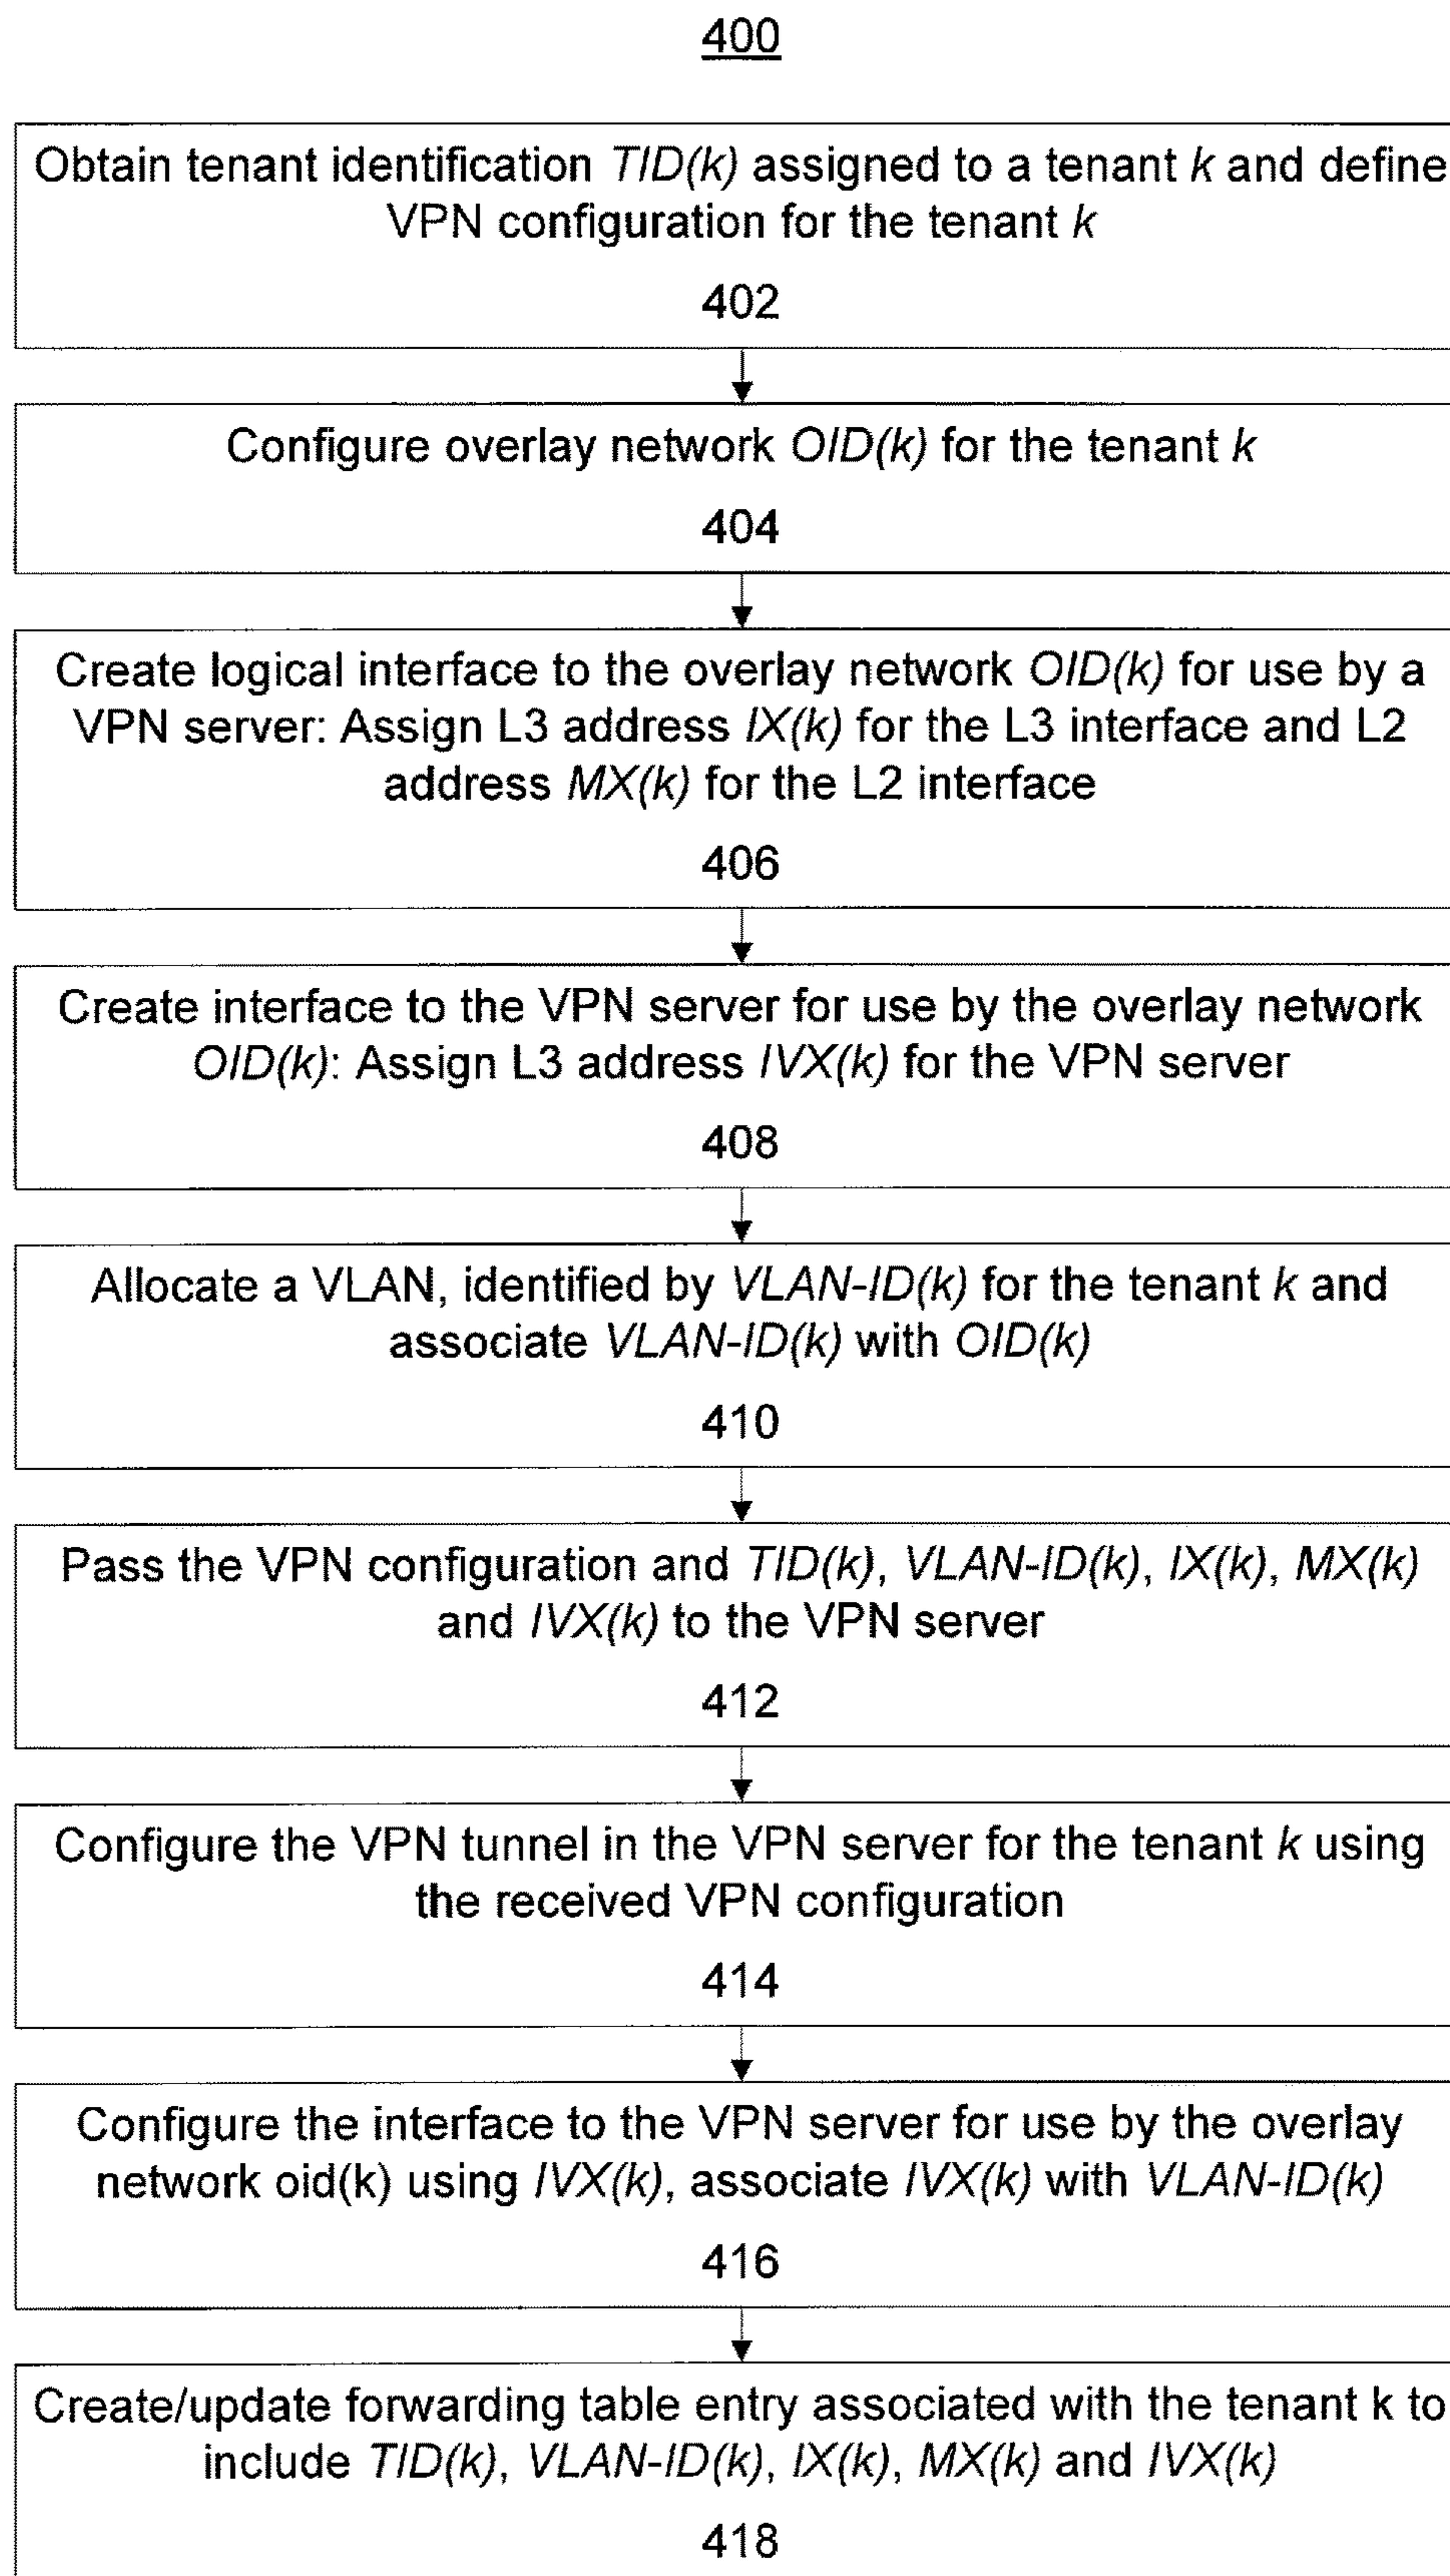 400
Obtain tenant identification TID(k) assigned to a tenant k and define
VPN configuration for the tenant k
402
Configure overlay network OID(k) for the tenant k
404
Create logical interface to the overlay network OID(k) for use by a
VPN server: Assign L3 address IX(k) for the L3 interface and L2
address MX(k) for the L2 interface
406
Create interface to the VPN server for use by the overlay network
OID(k): Assign L3 address IVX(k) for the VPN server
408
Allocate a VLAN, identified by VLAN-ID(k) for the tenant k and
associate VLAN-ID(k) with OID(k)
410
Pass the VPN configuration and TID(k), VLAN-ID(k), IX(k), MX(k)
and IVX(k) to the VPN server
412
Configure the VPN tunnel in the VPN server for the tenant k using
the received VPN configuration
414
Configure the interface to the VPN server for use by the overlay
network oid(k) using IVX(k), associate IVX(k) with VLAN-ID(k)
416
Create/update forwarding table entry associated with the tenant k to
include TID(k), VLAN-ID(k), IX(k), MX(k) and IVX(k)
418